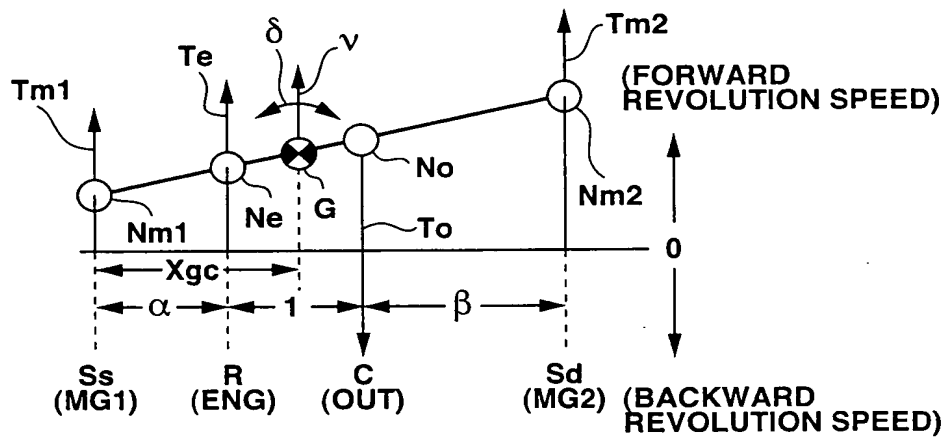 δ
ν
Tm2
Te
Tm1
(FORWARD
REVOLUTION SPEED)
No
Nm2
Ne
G
Nm1
To
0
Xgc
α
1
β
Ss
(MG1)
R
(ENG)
C
(OUT)
Sd
(MG2)
(BACKWARD
REVOLUTION SPEED)